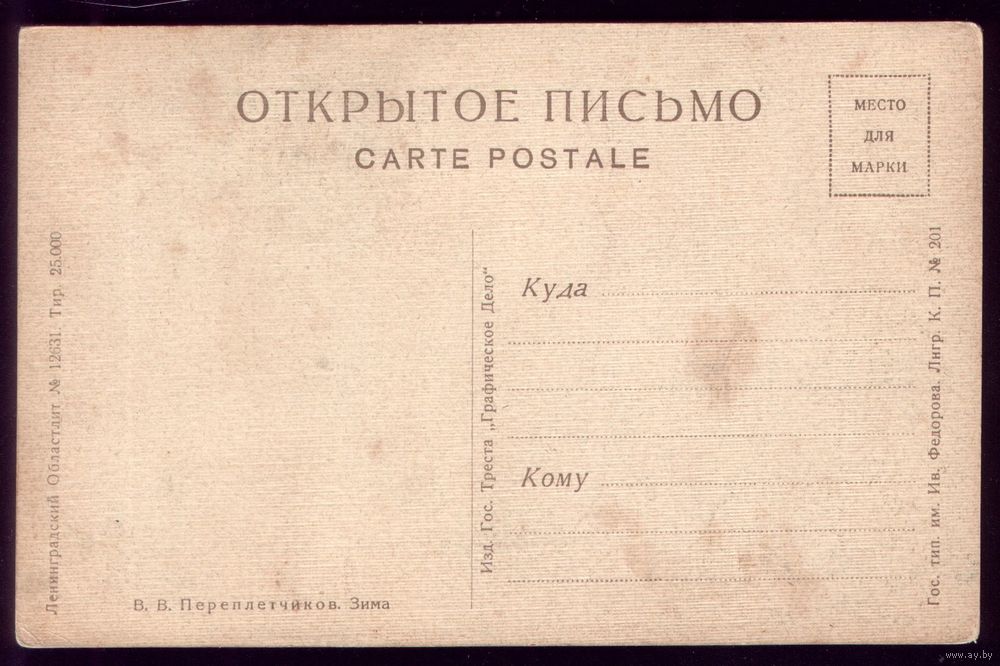 ОТКРЫТОЕ ПИСЬМО
CARTE POSTALE
МЕСТО
ДЛЯ
МАРКИ
Ленинградский Областлит № 12631. Тир. 25.000
В. В. Переплетчиков. Зима
Изд. Гос. Треста „Графическое Дело“
Куда
Кому
Гос. тип. им. Ив. Федорова. Лнгр. К. П. № 201
www.ay.by